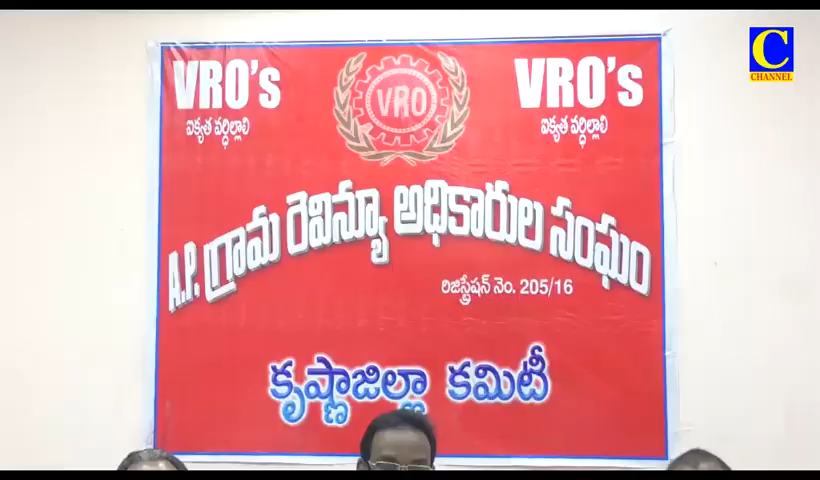 C
CHANNEL
VRO's
ఐక్యత వర్ధిల్లాలి
VRO
VRO's
ఐక్యత వర్ధిల్లాలి
A.P. గ్రామ రెవిన్యూ అధికారుల సంఘం
రిజిస్ట్రేషన్ నెం. 205/16
కృష్ణాజిల్లా కమిటీ